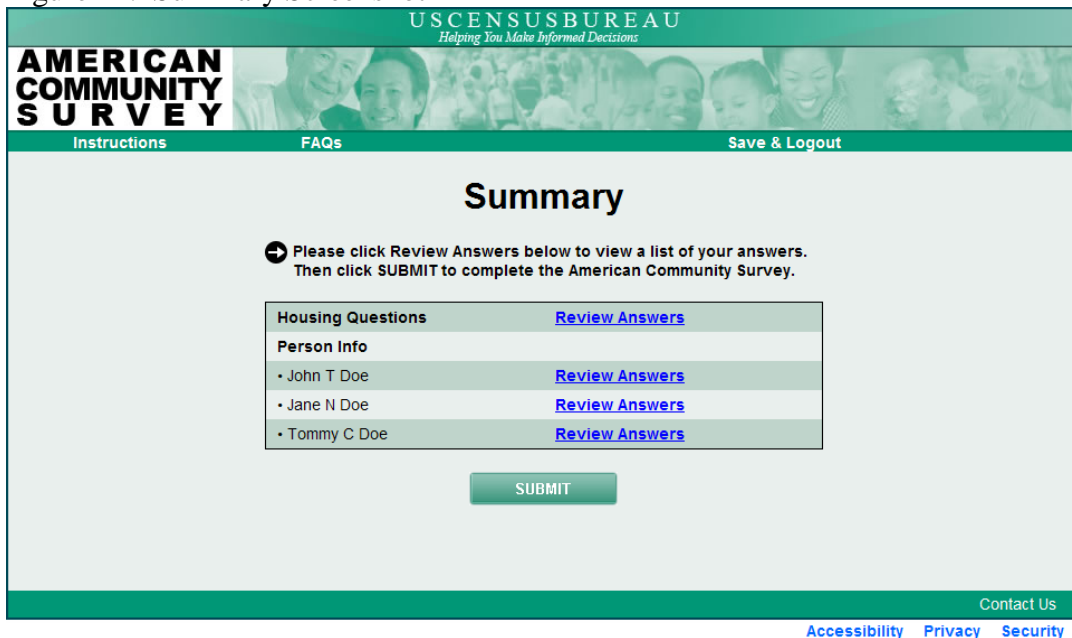 USCENSUSBUREAU
Helping You Make Informed Decisions
AMERICAN
COMMUNITY
SURVEY
Instructions FAQs Save & Logout
Summary
Please click Review Answers below to view a list of your answers.
Then click SUBMIT to complete the American Community Survey.
Housing Questions Review Answers
Person Info
• John T Doe Review Answers
• Jane N Doe Review Answers
• Tommy C Doe Review Answers
SUBMIT
Contact Us
Accessibility Privacy Security